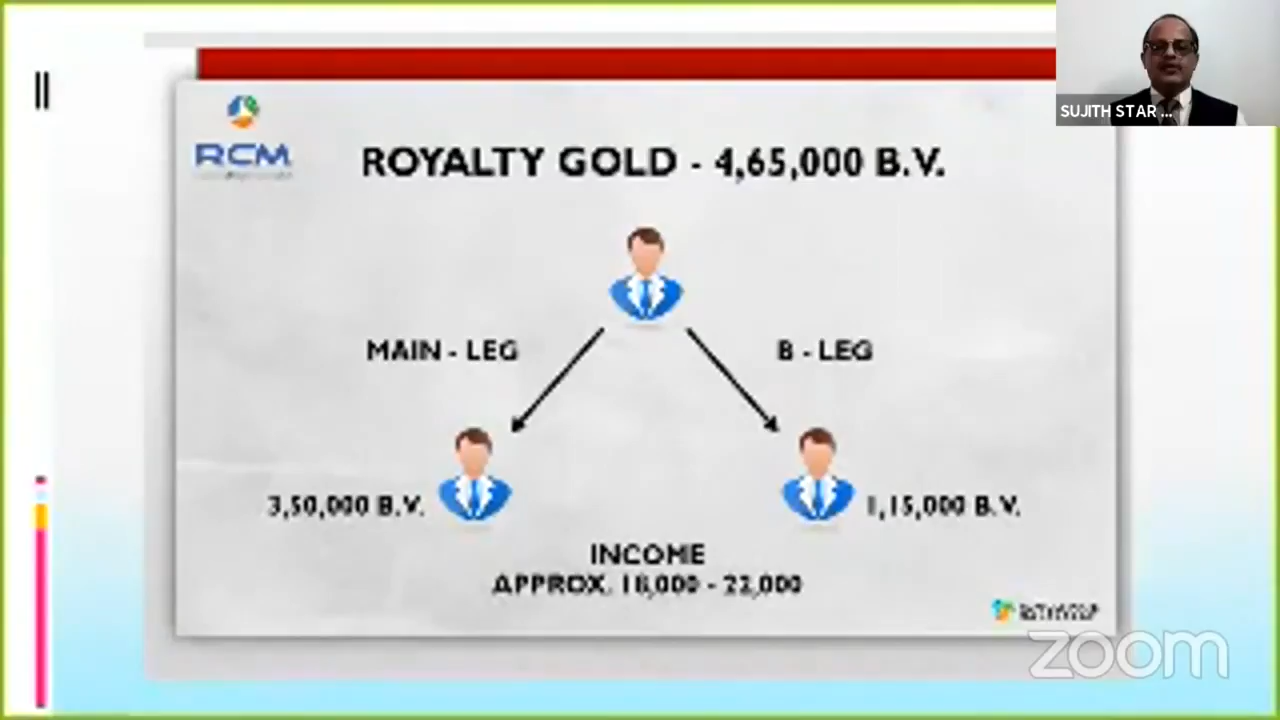 SUJITH STAR ...
RCM
ROYALTY GOLD - 4,65,000 B.V.
MAIN - LEG
B - LEG
3,50,000 B.V.
1,15,000 B.V.
INCOME
APPROX. 18,000 - 22,000
zoom